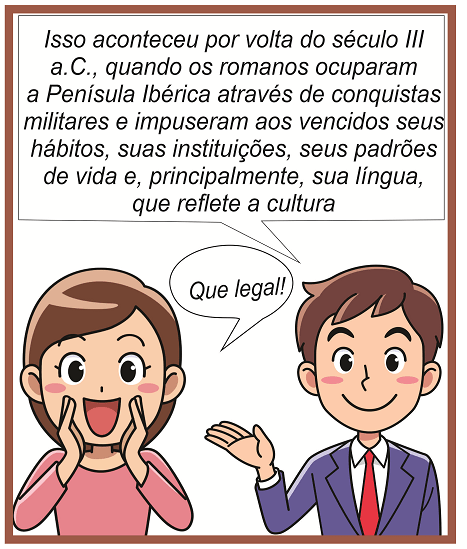 Isso aconteceu por volta do século III
a.C., quando os romanos ocuparam
a Penísula Ibérica através de conquistas
militares e impuseram aos vencidos seus
hábitos, suas instituições, seus padrões
de vida e, principalmente, sua língua,
que reflete a cultura
Que legal!